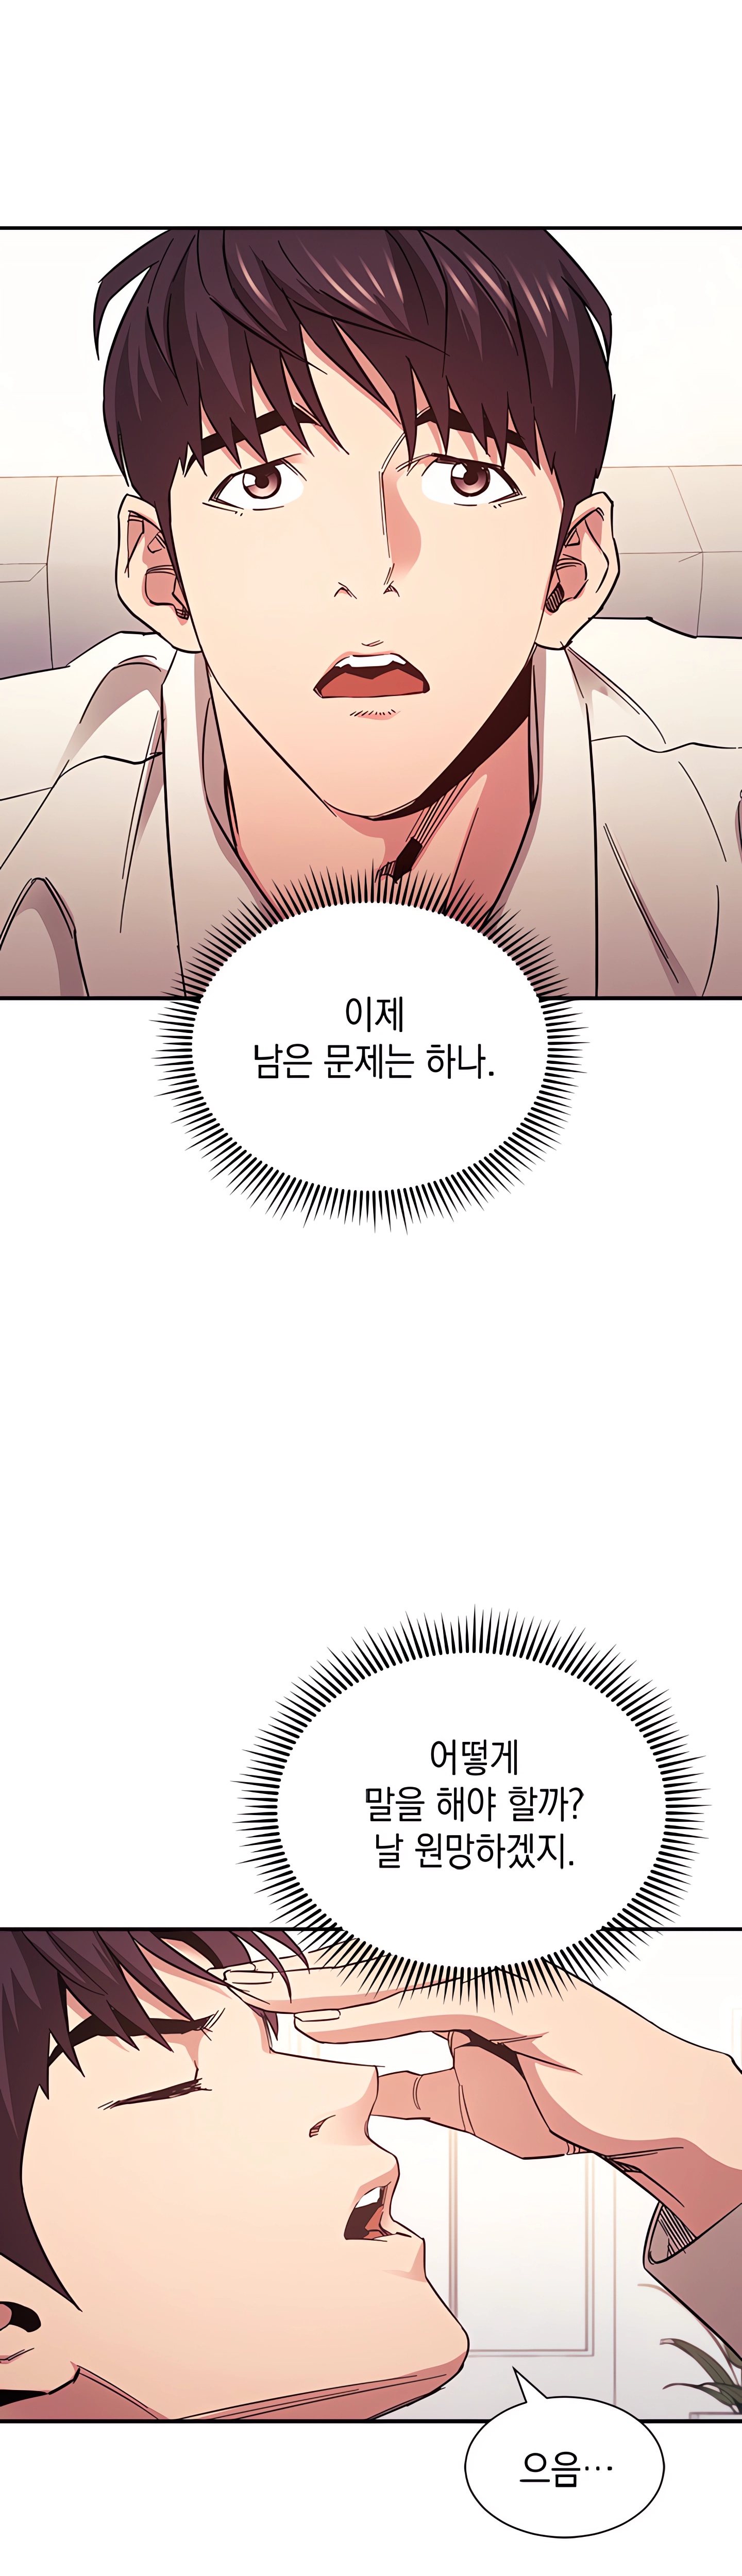 이제
남은 문제는 하나.
어떻게
말을 해야 할까?
날 원망하겠지.
으음…